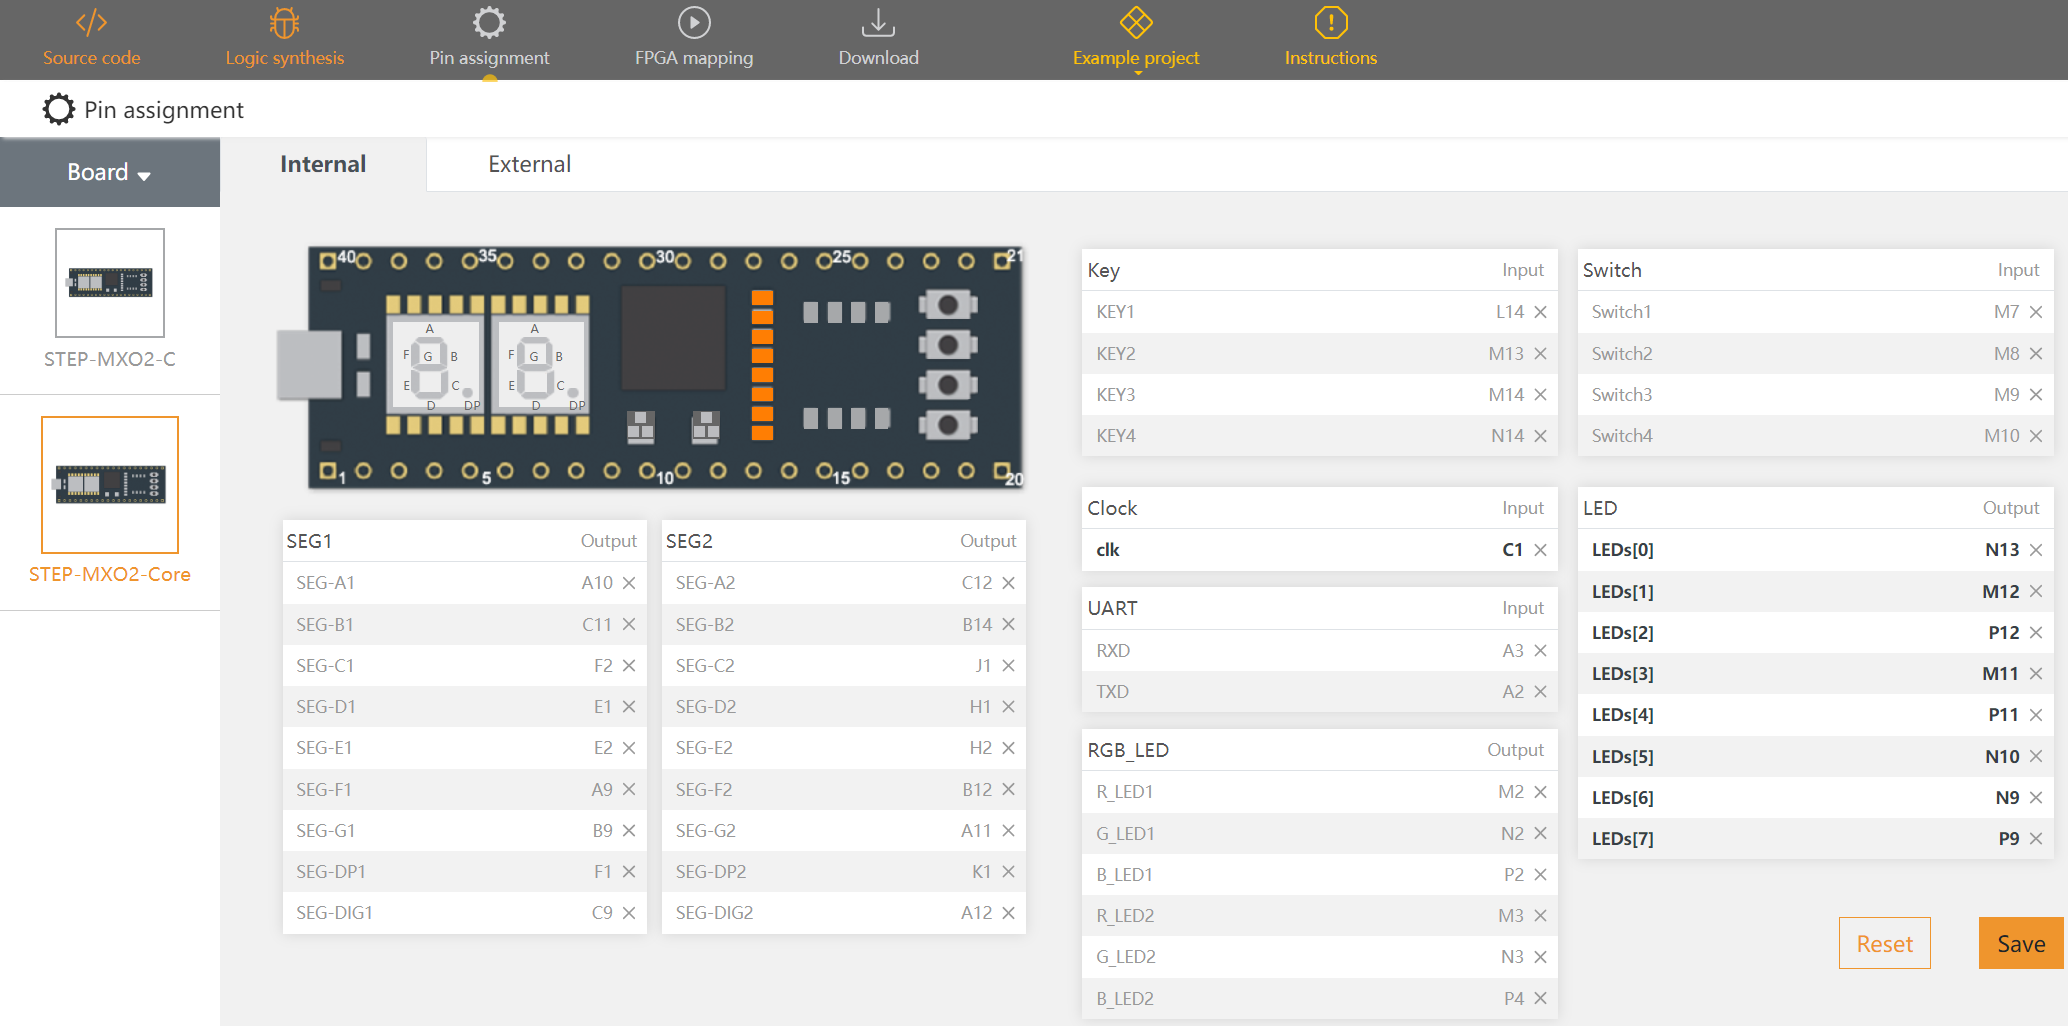 Source code
Logic synthesis
Pin assignment
FPGA mapping
Download
Example project
Instructions
Pin assignment
Board
STEP-MXO2-C
STEP-MXO2-Core
Internal
External
40 35 30 25 21
A A
F G B F G B
E C E C
D DP D DP
1 5 10 15 20
SEG1 Output
SEG-A1 A10
SEG-B1 C11
SEG-C1 F2
SEG-D1 E1
SEG-E1 E2
SEG-F1 A9
SEG-G1 B9
SEG-DP1 F1
SEG-DIG1 C9
SEG2 Output
SEG-A2 C12
SEG-B2 B14
SEG-C2 J1
SEG-D2 H1
SEG-E2 H2
SEG-F2 B12
SEG-G2 A11
SEG-DP2 K1
SEG-DIG2 A12
Key Input
KEY1 L14
KEY2 M13
KEY3 M14
KEY4 N14
Clock Input
clk C1
UART Input
RXD A3
TXD A2
RGB_LED Output
R_LED1 M2
G_LED1 N2
B_LED1 P2
R_LED2 M3
G_LED2 N3
B_LED2 P4
Switch Input
Switch1 M7
Switch2 M8
Switch3 M9
Switch4 M10
LED Output
LEDs[0] N13
LEDs[1] M12
LEDs[2] P12
LEDs[3] M11
LEDs[4] P11
LEDs[5] N10
LEDs[6] N9
LEDs[7] P9
Reset
Save